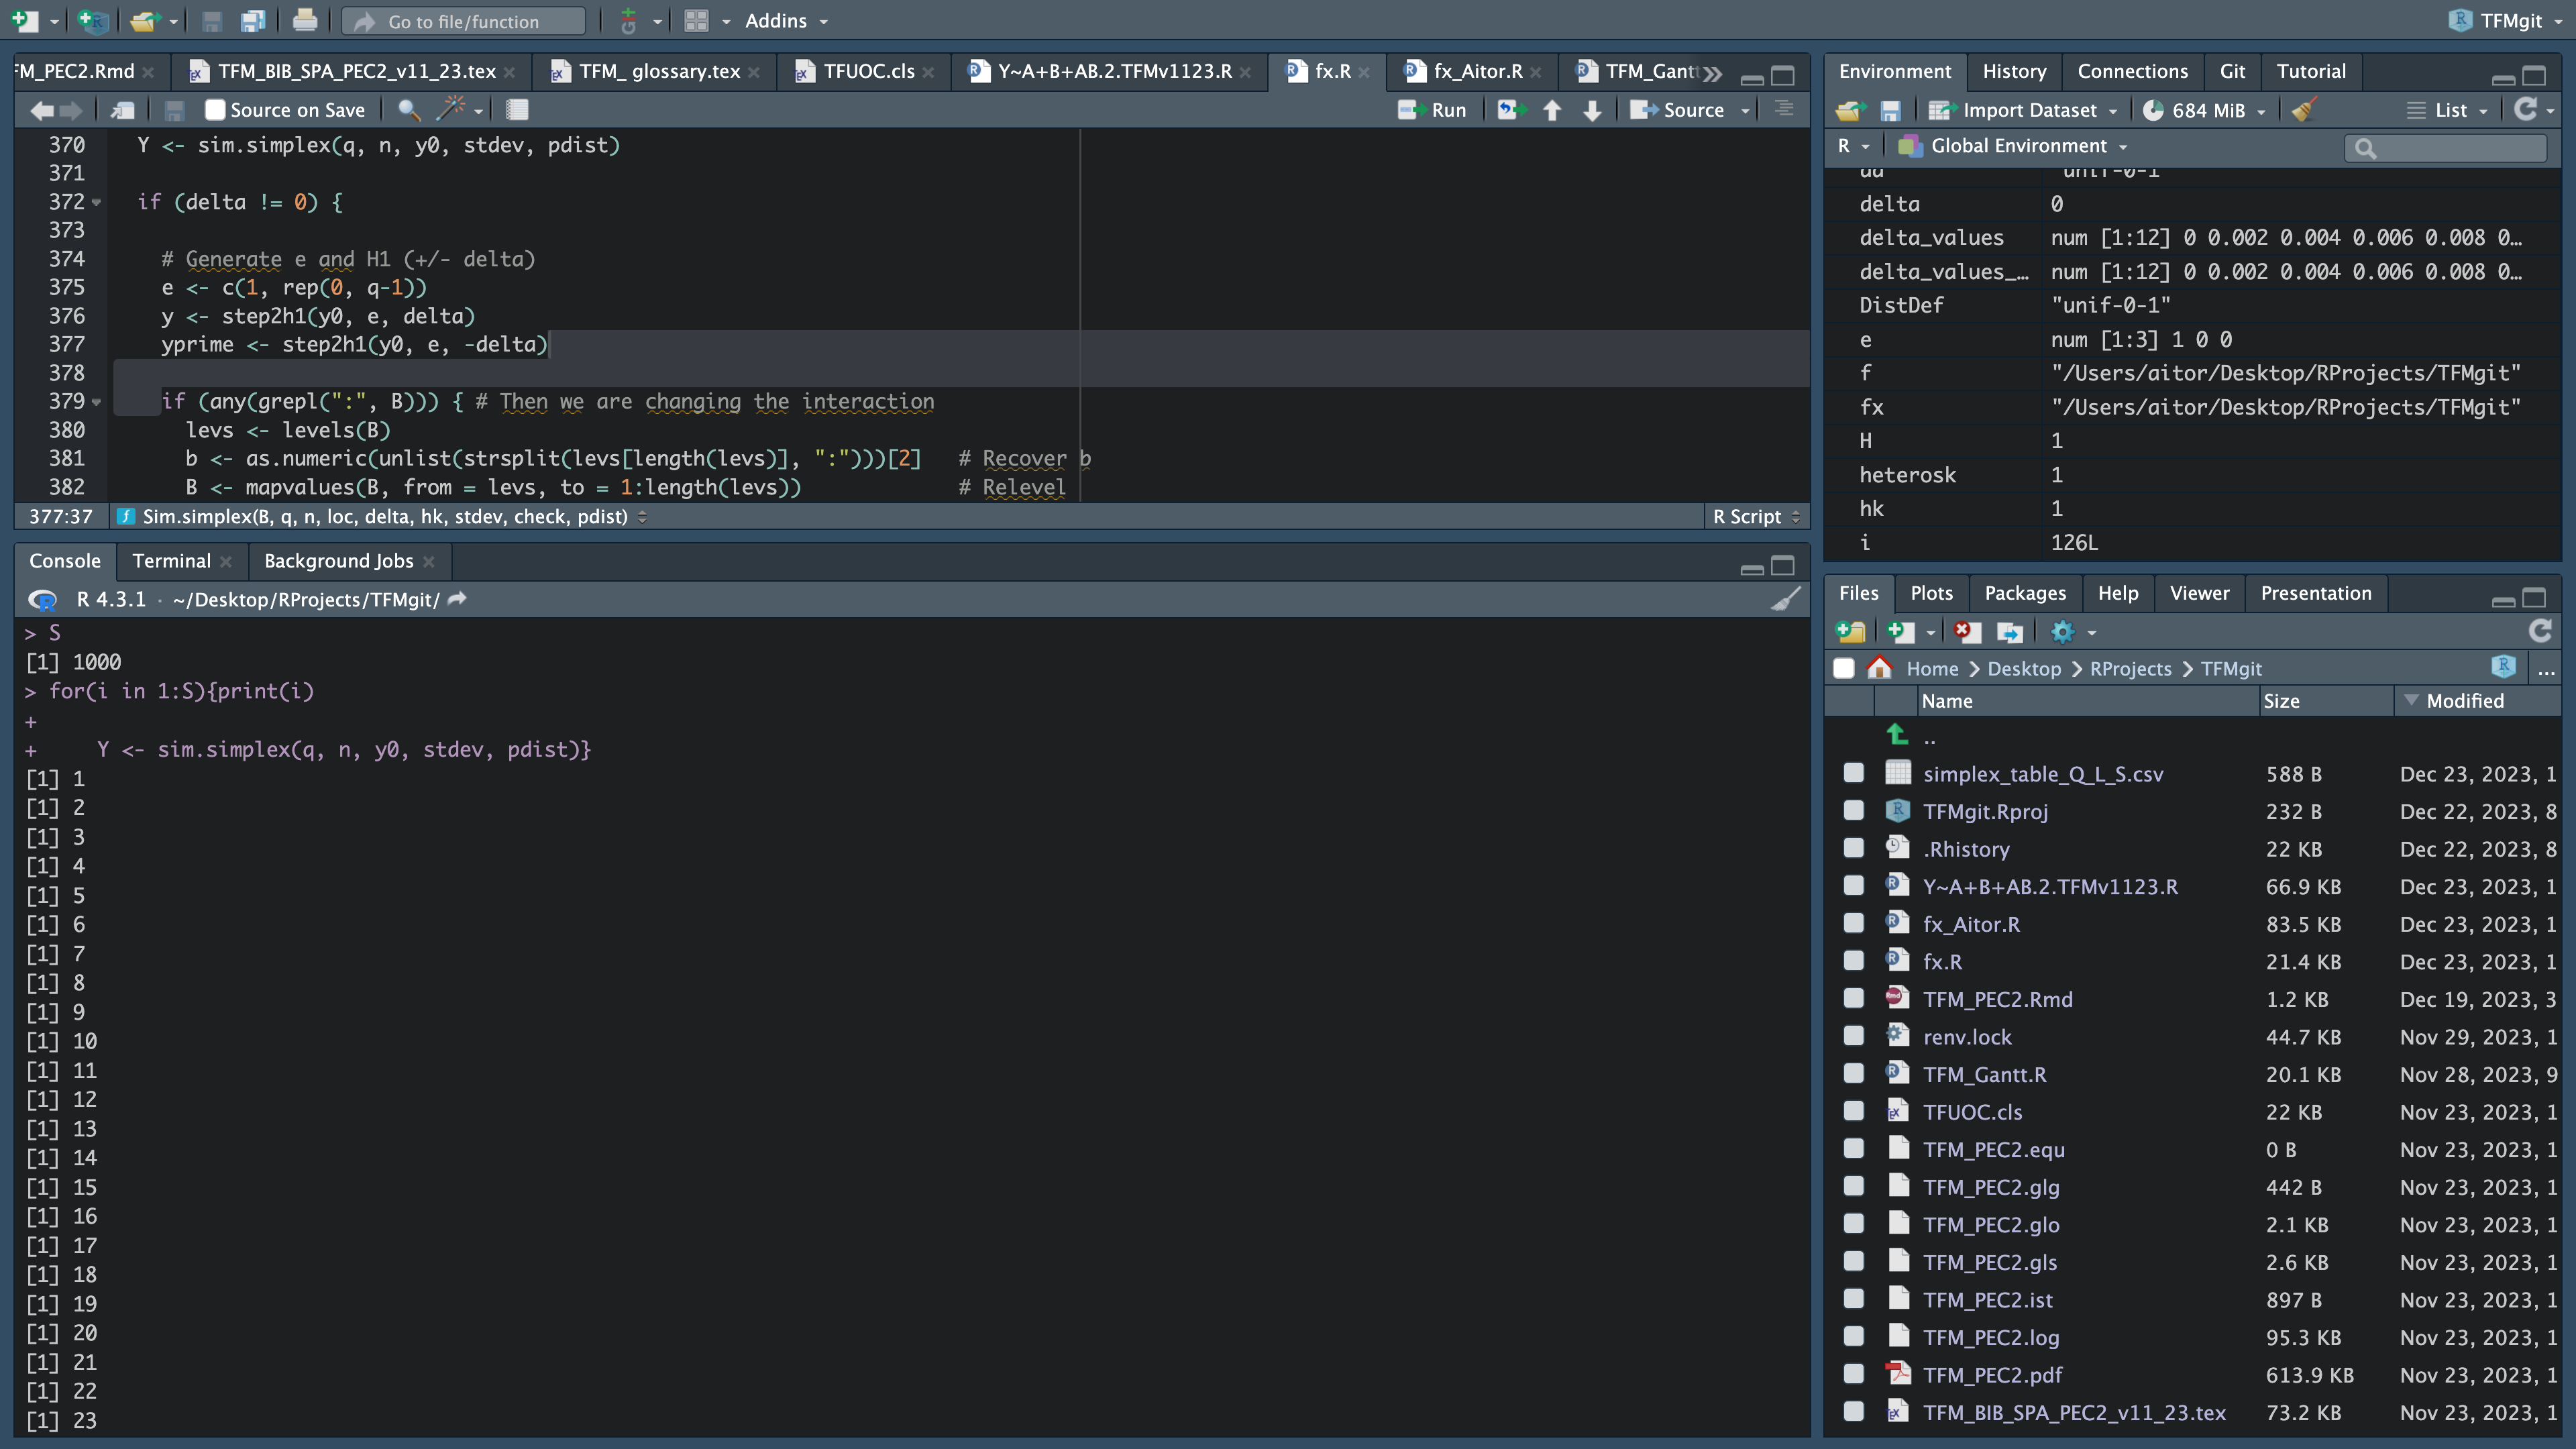 Go to file/function
Addins
TFMgit
FM_PEC2.Rmd
TFM_BIB_SPA_PEC2_v11_23.tex
TFM_ glossary.tex
TFUOC.cls
Y~A+B+AB.2.TFMv1123.R
fx.R
fx_Aitor.R
TFM_Gantt
Source on Save
Run
Source
370 Y <- sim.simplex(q, n, y0, stdev, pdist)
371
372 if (delta != 0) {
373
374 # Generate e and H1 (+/- delta)
375 e <- c(1, rep(0, q-1))
376 y <- step2h1(y0, e, delta)
377 yprime <- step2h1(y0, e, -delta)
378
379 if (any(grepl(":", B))) { # Then we are changing the interaction
380 levs <- levels(B)
381 b <- as.numeric(unlist(strsplit(levs[length(levs)], ":")))[2] # Recover b
382 B <- mapvalues(B, from = levs, to = 1:length(levs)) # Relevel
377:37 Sim.simplex(B, q, n, loc, delta, hk, stdev, check, pdist) R Script
Console Terminal Background Jobs
R 4.3.1 · ~/Desktop/RProjects/TFMgit/
> S
[1] 1000
> for(i in 1:S){print(i)
+
+ Y <- sim.simplex(q, n, y0, stdev, pdist)}
[1] 1
[1] 2
[1] 3
[1] 4
[1] 5
[1] 6
[1] 7
[1] 8
[1] 9
[1] 10
[1] 11
[1] 12
[1] 13
[1] 14
[1] 15
[1] 16
[1] 17
[1] 18
[1] 19
[1] 20
[1] 21
[1] 22
[1] 23
Environment History Connections Git Tutorial
Import Dataset 684 MiB List
R Global Environment
dd "unif-0-1"
delta 0
delta_values num [1:12] 0 0.002 0.004 0.006 0.008 0…
delta_values_… num [1:12] 0 0.002 0.004 0.006 0.008 0…
DistDef "unif-0-1"
e num [1:3] 1 0 0
f "/Users/aitor/Desktop/RProjects/TFMgit"
fx "/Users/aitor/Desktop/RProjects/TFMgit"
H 1
heterosk 1
hk 1
i 126L
Files Plots Packages Help Viewer Presentation
Home Desktop RProjects TFMgit ...
Name Size Modified
..
simplex_table_Q_L_S.csv 588 B Dec 23, 2023, 1
TFMgit.Rproj 232 B Dec 22, 2023, 8
.Rhistory 22 KB Dec 22, 2023, 8
Y~A+B+AB.2.TFMv1123.R 66.9 KB Dec 23, 2023, 1
fx_Aitor.R 83.5 KB Dec 23, 2023, 1
fx.R 21.4 KB Dec 23, 2023, 1
TFM_PEC2.Rmd 1.2 KB Dec 19, 2023, 3
renv.lock 44.7 KB Nov 29, 2023, 1
TFM_Gantt.R 20.1 KB Nov 28, 2023, 9
TFUOC.cls 22 KB Nov 23, 2023, 1
TFM_PEC2.equ 0 B Nov 23, 2023, 1
TFM_PEC2.glg 442 B Nov 23, 2023, 1
TFM_PEC2.glo 2.1 KB Nov 23, 2023, 1
TFM_PEC2.gls 2.6 KB Nov 23, 2023, 1
TFM_PEC2.ist 897 B Nov 23, 2023, 1
TFM_PEC2.log 95.3 KB Nov 23, 2023, 1
TFM_PEC2.pdf 613.9 KB Nov 23, 2023, 1
TFM_BIB_SPA_PEC2_v11_23.tex 73.2 KB Nov 23, 2023, 1